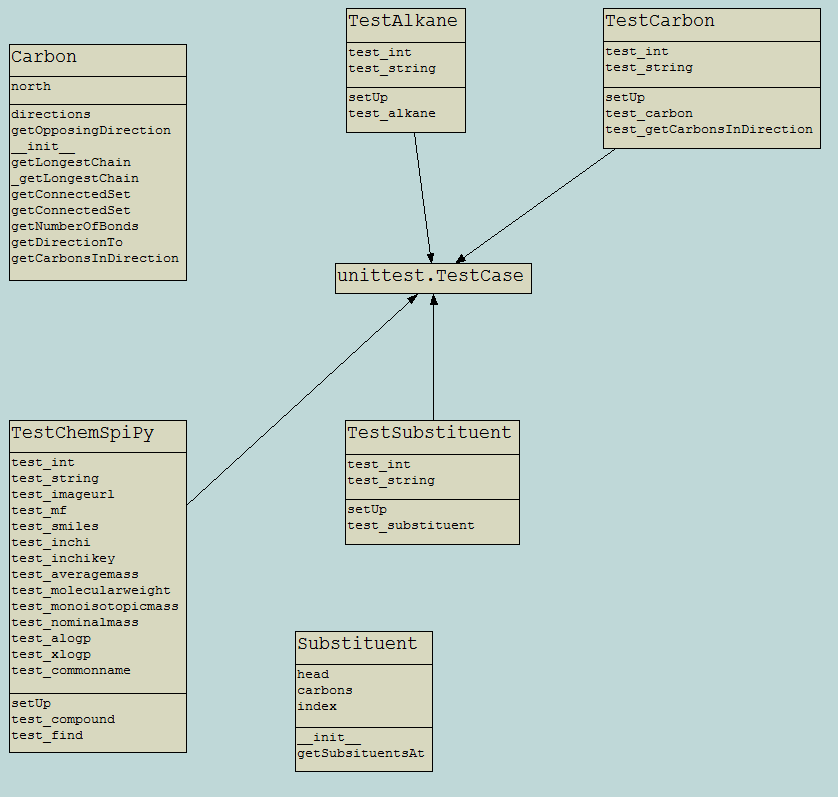 TestAlkane
test_int
test_string
setUp
test_alkane
TestCarbon
test_int
test_string
setUp
test_carbon
test_getCarbonsInDirection
Carbon
north
directions
getOpposingDirection
__init__
getLongestChain
_getLongestChain
getConnectedSet
getConnectedSet
getNumberOfBonds
getDirectionTo
getCarbonsInDirection
unittest.TestCase
TestChemSpiPy
test_int
test_string
test_imageurl
test_mf
test_smiles
test_inchi
test_inchikey
test_averagemass
test_molecularweight
test_monoisotopicmass
test_nominalmass
test_alogp
test_xlogp
test_commonname
setUp
test_compound
test_find
TestSubstituent
test_int
test_string
setUp
test_substituent
Substituent
head
carbons
index
__init__
getSubsituentsAt